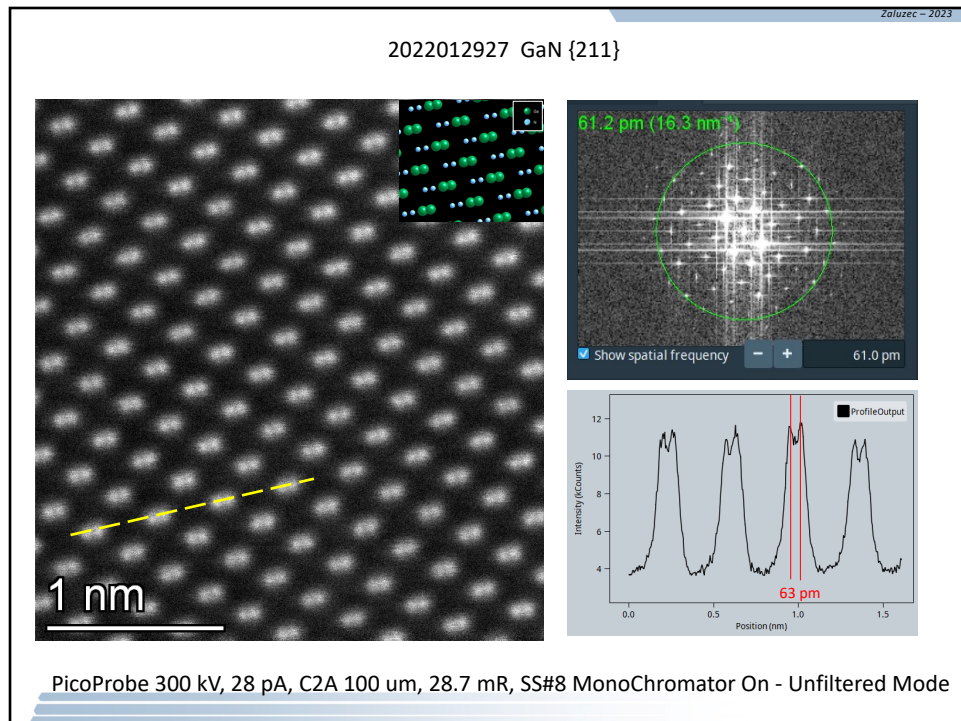 Zaluzec – 2023
2022012927 GaN {211}
Ga
N
1 nm
61.2 pm (16.3 nm⁻¹)
Show spatial frequency
−
+
61.0 pm
ProfileOutput
Intensity (kCounts)
12
10
8
6
4
63 pm
0.0
0.5
1.0
1.5
Position (nm)
PicoProbe 300 kV, 28 pA, C2A 100 um, 28.7 mR, SS#8 MonoChromator On - Unfiltered Mode